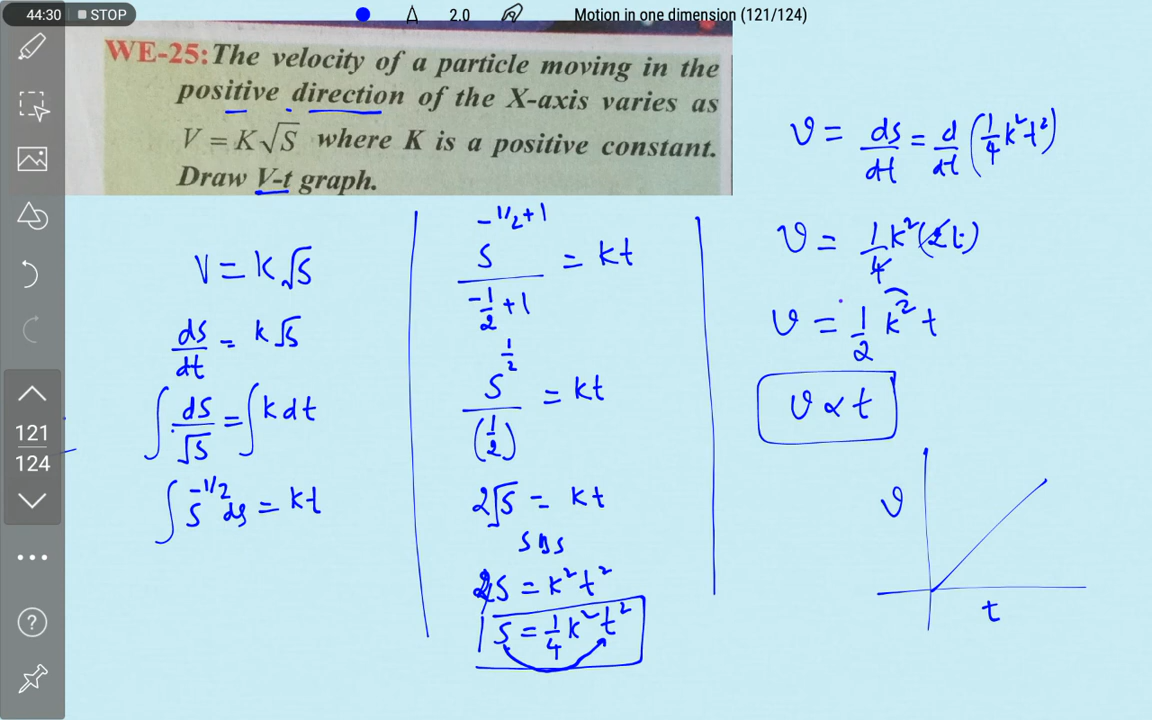 44:30 STOP
2.0
Motion in one dimension (121/124)
WE-25: The velocity of a particle moving in the
positive direction of the X-axis varies as
V = K√S where K is a positive constant.
Draw V-t graph.
V = K√S
ds/dt = k√s
∫ ds/√s = ∫ k dt
∫ s^(-1/2) ds = kt
s^(-1/2+1) / (-1/2+1) = kt
s^(1/2) / (1/2) = kt
2√s = kt
SBS
4s = k²t²
s = 1/4 k²t²
v = ds/dt = d/dt (1/4 k²t²)
v = 1/4 k²(2t)
v = 1/2 k²t
v ∝ t
v
t
121
124
?